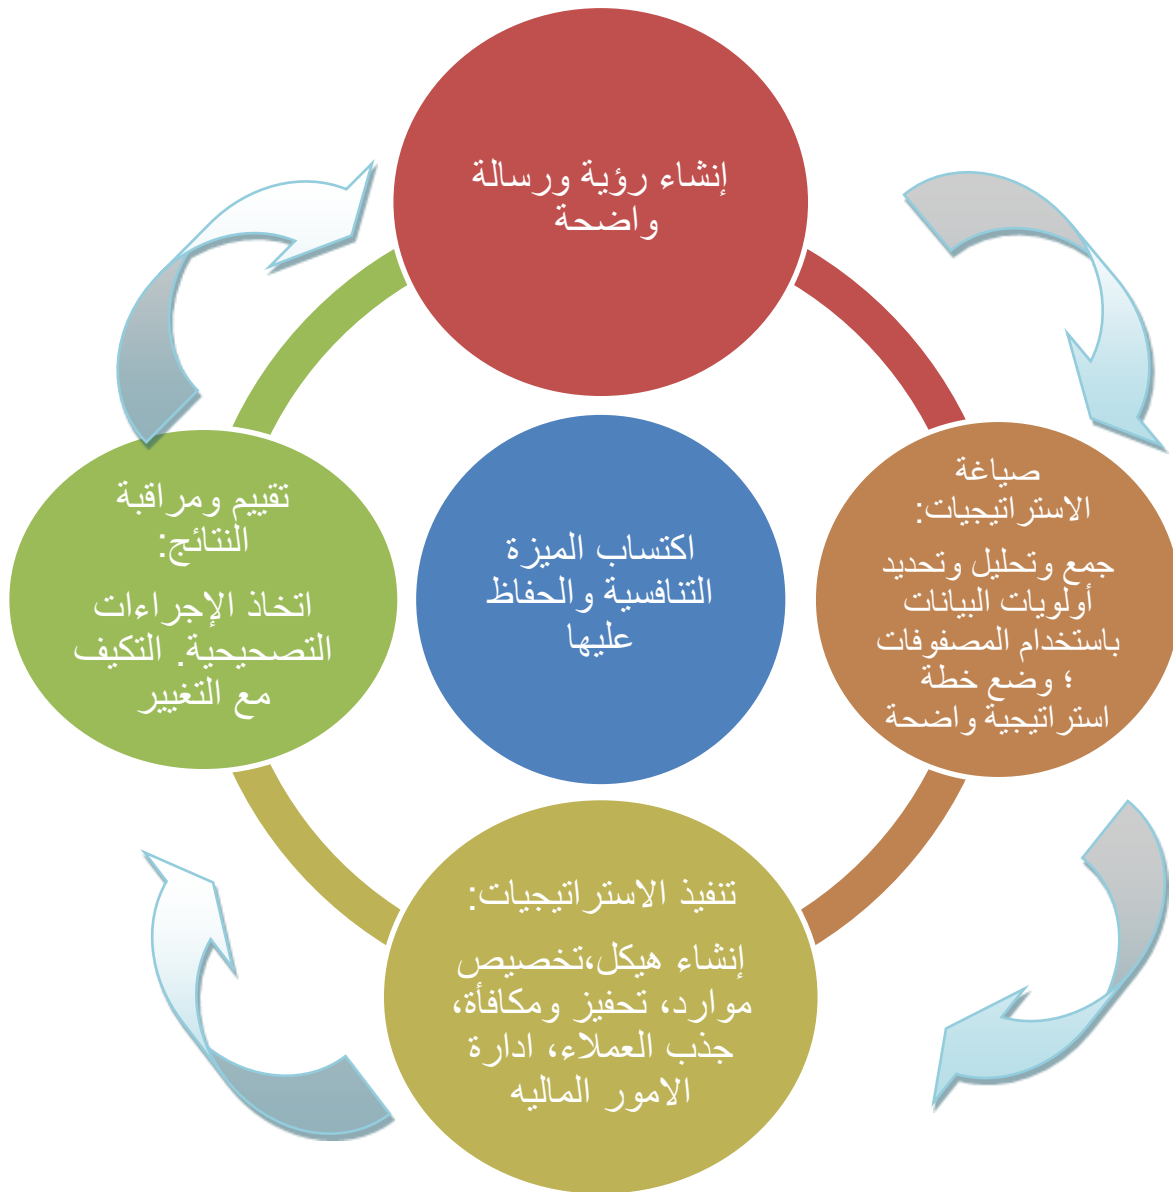 إنشاء رؤية ورسالة
واضحة
صياغة
الاستراتيجيات:
جمع وتحليل وتحديد
أولويات البيانات
باستخدام المصفوفات
؛ وضع خطة
استراتيجية واضحة
تقييم ومراقبة
النتائج:
اتخاذ الإجراءات
التصحيحية. التكيف
مع التغيير
اكتساب الميزة
التنافسية والحفاظ
عليها
تنفيذ الاستراتيجيات:
إنشاء هيكل،تخصيص
موارد، تحفيز ومكافأة،
جذب العملاء، ادارة
الامور الماليه